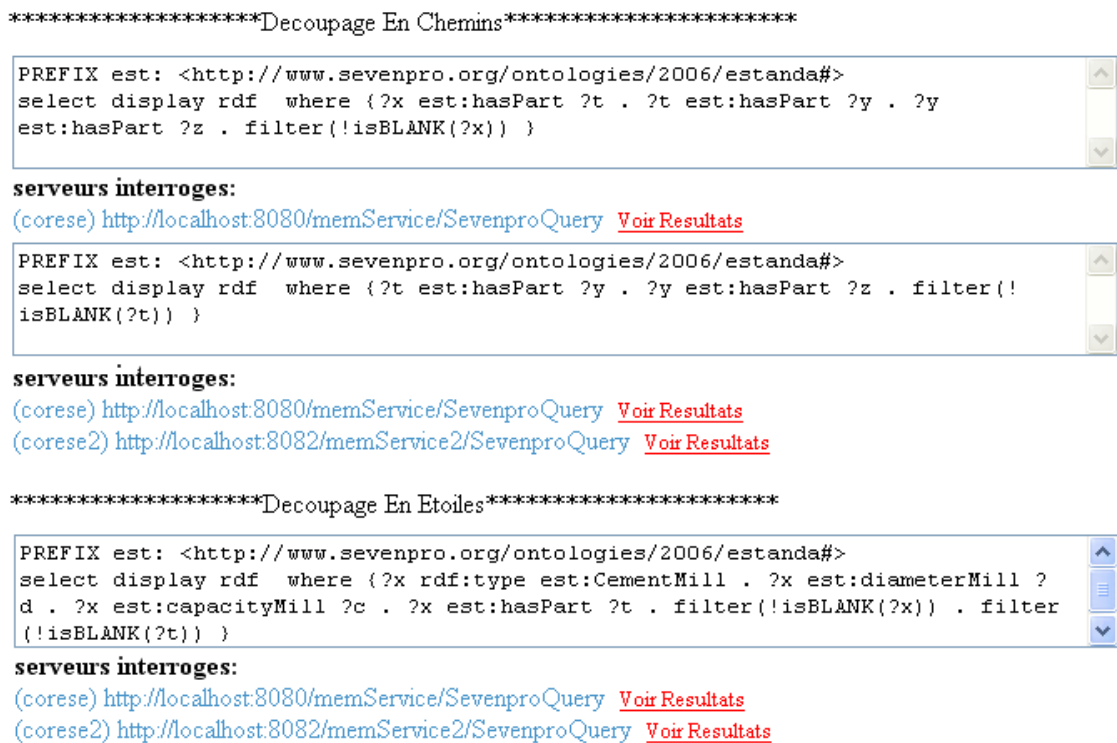 *******************Decoupage En Chemins**********************
PREFIX est: <http://www.sevenpro.org/ontologies/2006/estanda#>
select display rdf  where {?x est:hasPart ?t . ?t est:hasPart ?y . ?y
est:hasPart ?z . filter(!isBLANK(?x)) }
serveurs interroges:
(corese) http://localhost:8080/memService/SevenproQuery Voir Resultats
PREFIX est: <http://www.sevenpro.org/ontologies/2006/estanda#>
select display rdf  where {?t est:hasPart ?y . ?y est:hasPart ?z . filter(!
isBLANK(?t)) }
serveurs interroges:
(corese) http://localhost:8080/memService/SevenproQuery Voir Resultats
(corese2) http://localhost:8082/memService2/SevenproQuery Voir Resultats
*******************Decoupage En Etoiles**********************
PREFIX est: <http://www.sevenpro.org/ontologies/2006/estanda#>
select display rdf  where {?x rdf:type est:CementMill . ?x est:diameterMill ?
d . ?x est:capacityMill ?c . ?x est:hasPart ?t . filter(!isBLANK(?x)) . filter
(!isBLANK(?t)) }
serveurs interroges:
(corese) http://localhost:8080/memService/SevenproQuery Voir Resultats
(corese2) http://localhost:8082/memService2/SevenproQuery Voir Resultats